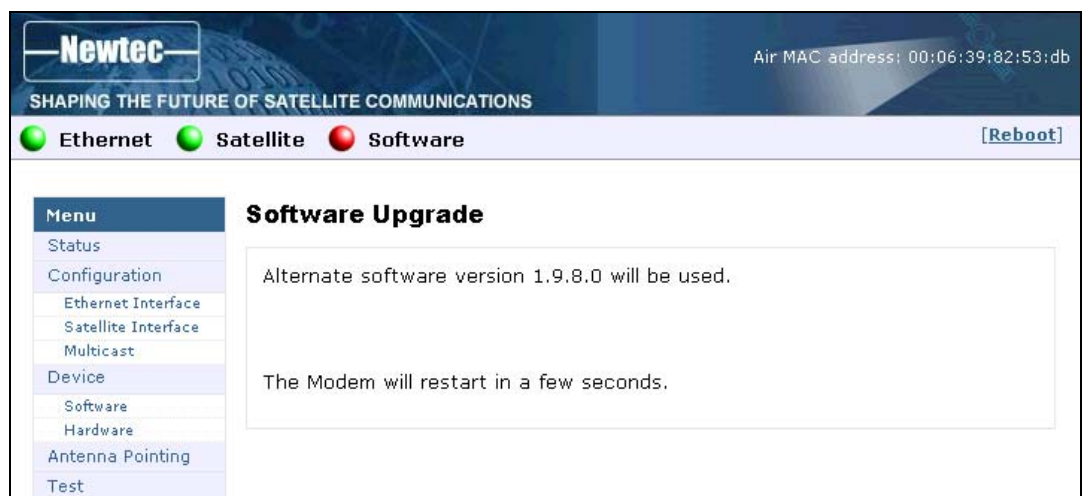 Newtec
Air MAC address: 00:06:39:82:53:db
SHAPING THE FUTURE OF SATELLITE COMMUNICATIONS
Ethernet Satellite Software [Reboot]
Menu
Software Upgrade
Status
Configuration
Alternate software version 1.9.8.0 will be used.
Ethernet Interface
Satellite Interface
Multicast
Device
The Modem will restart in a few seconds.
Software
Hardware
Antenna Pointing
Test